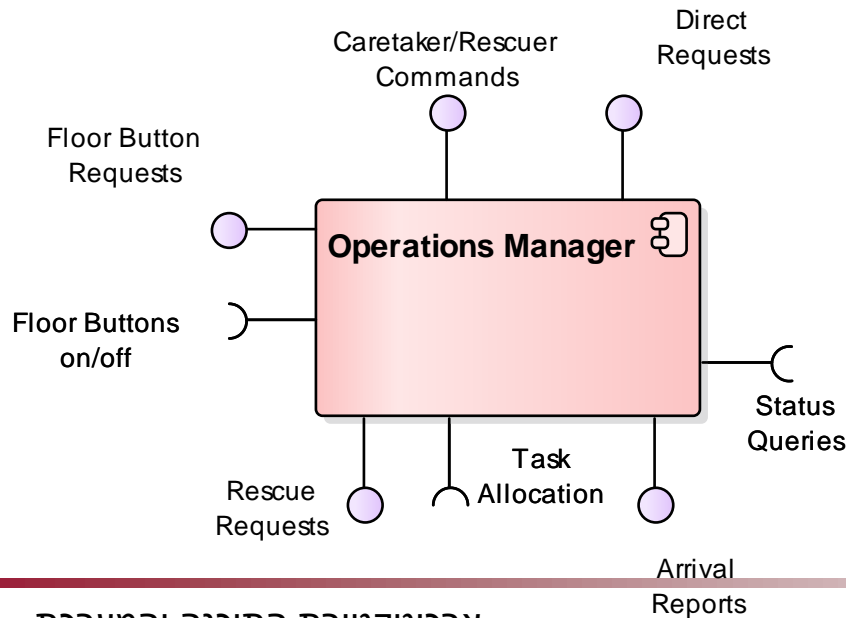 Direct
Requests
Caretaker/Rescuer
Commands
Floor Button
Requests
Operations Manager
Floor Buttons
on/off
Status
Queries
Task
Allocation
Rescue
Requests
Arrival
Reports